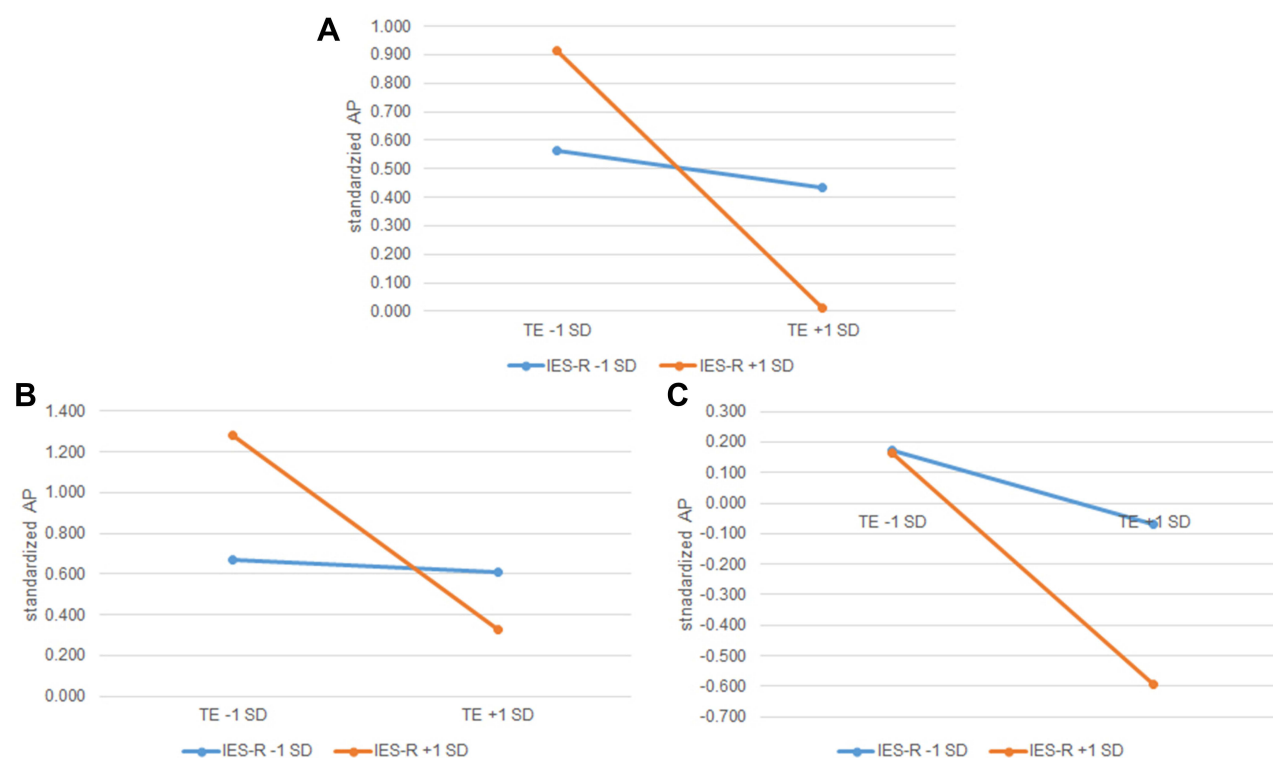 A
standardzied AP
1.000
0.900
0.800
0.700
0.600
0.500
0.400
0.300
0.200
0.100
0.000
TE -1 SD TE +1 SD
IES-R -1 SD IES-R +1 SD
B
standardized AP
1.400
1.200
1.000
0.800
0.600
0.400
0.200
0.000
TE -1 SD TE +1 SD
IES-R -1 SD IES-R +1 SD
C
stnadardized AP
0.300
0.200
0.100
0.000
-0.100
-0.200
-0.300
-0.400
-0.500
-0.600
-0.700
TE -1 SD TE +1 SD
IES-R -1 SD IES-R +1 SD